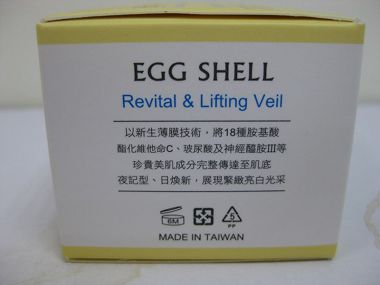 EGG SHELL
Revital & Lifting Veil
以新生薄膜技術，將18種胺基酸
酯化維他命C、玻尿酸及神經醯胺III等
珍貴美肌成分完整傳達至肌底
夜記型、日煥新，展現緊緻亮白光采
6M
5
PP
MADE IN TAIWAN